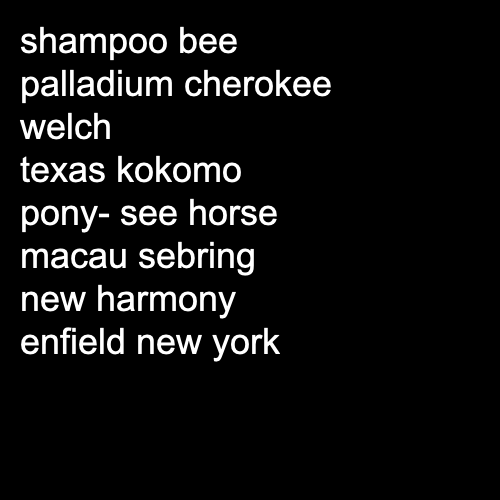 shampoo bee
palladium cherokee
welch
texas kokomo
pony- see horse
macau sebring
new harmony
enfield new york